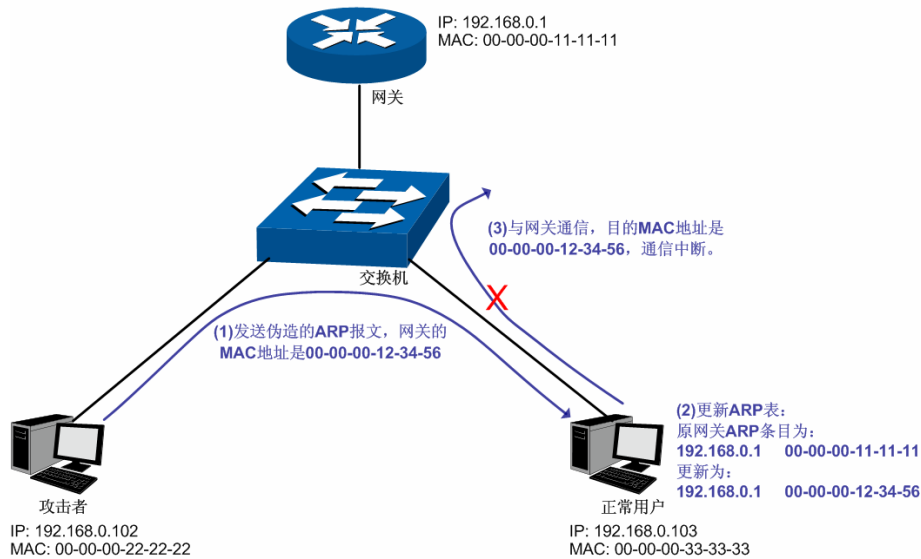 IP: 192.168.0.1
MAC: 00-00-00-11-11-11
网关
交换机
(3)与网关通信，目的MAC地址是
00-00-00-12-34-56，通信中断。
X
(1)发送伪造的ARP报文，网关的
MAC地址是00-00-00-12-34-56
(2)更新ARP表：
原网关ARP条目为：
192.168.0.1 00-00-00-11-11-11
更新为：
192.168.0.1 00-00-00-12-34-56
攻击者
IP: 192.168.0.102
MAC: 00-00-00-22-22-22
正常用户
IP: 192.168.0.103
MAC: 00-00-00-33-33-33